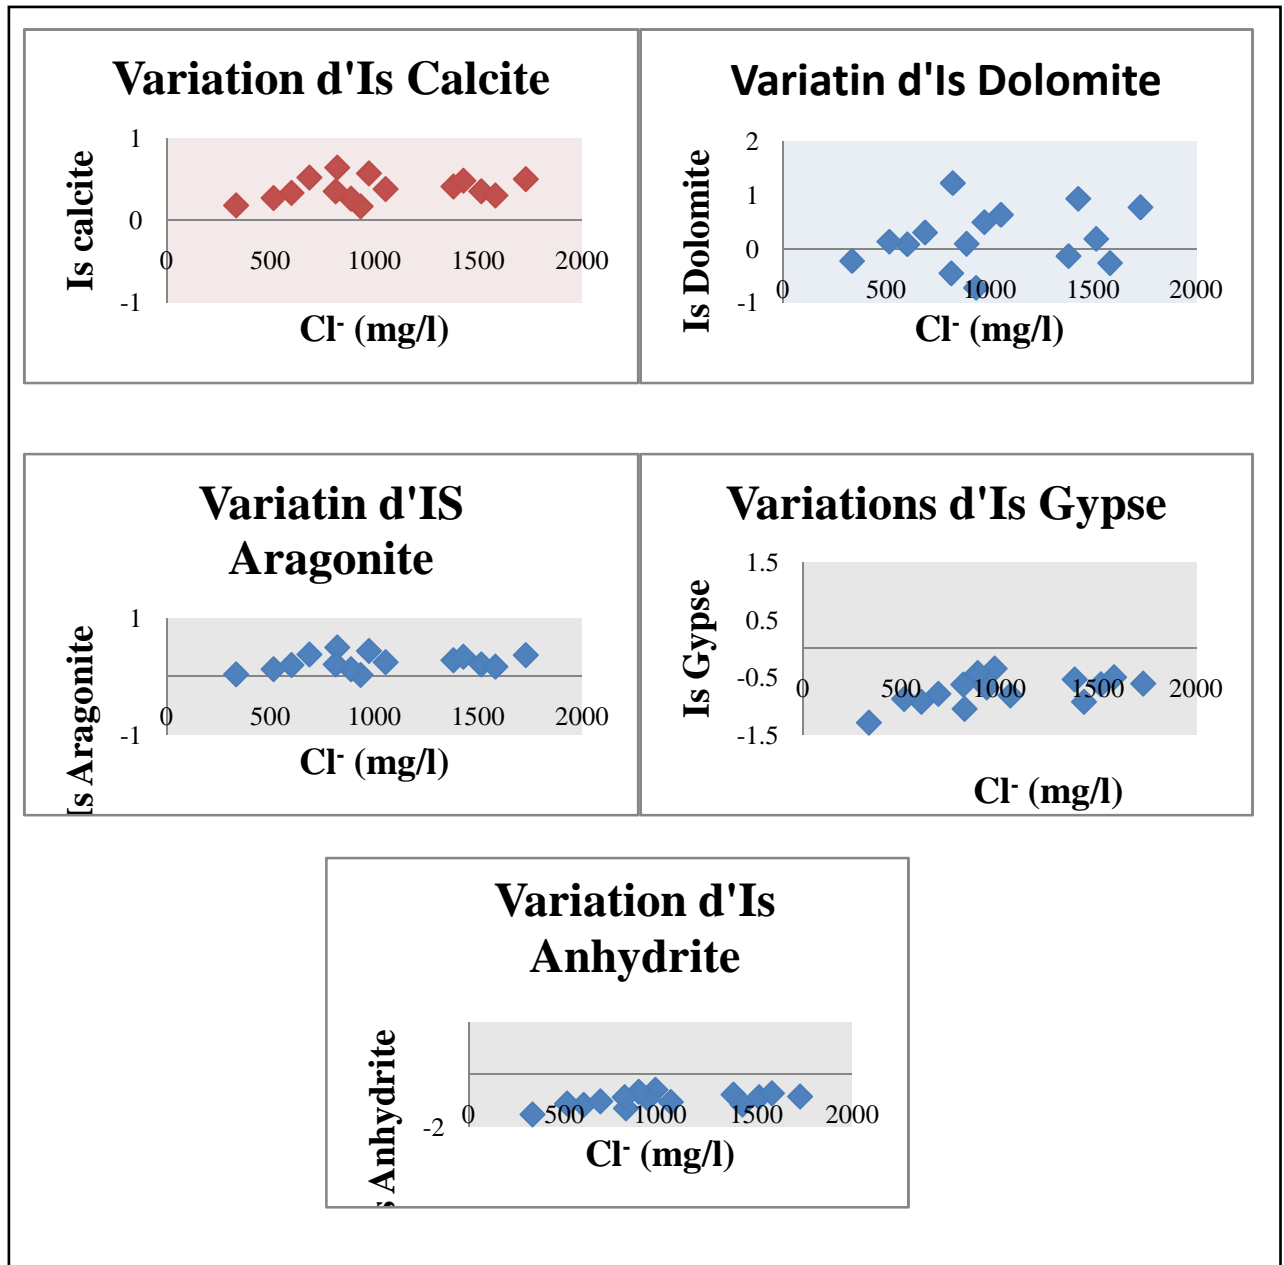 Variation d'Is Calcite
1
0
-1
0 500 1000 1500 2000
Is calcite
Cl- (mg/l)
Variatin d'Is Dolomite
2
1
0
-1
0 500 1000 1500 2000
Is Dolomite
Cl- (mg/l)
Variatin d'IS
Aragonite
1
-1
0 500 1000 1500 2000
Is Aragonite
Cl- (mg/l)
Variations d'Is Gypse
1.5
0.5
-0.5
-1.5
0 500 1000 1500 2000
Is Gypse
Cl- (mg/l)
Variation d'Is
Anhydrite
-2
0 500 1000 1500 2000
s Anhydrite
Cl- (mg/l)